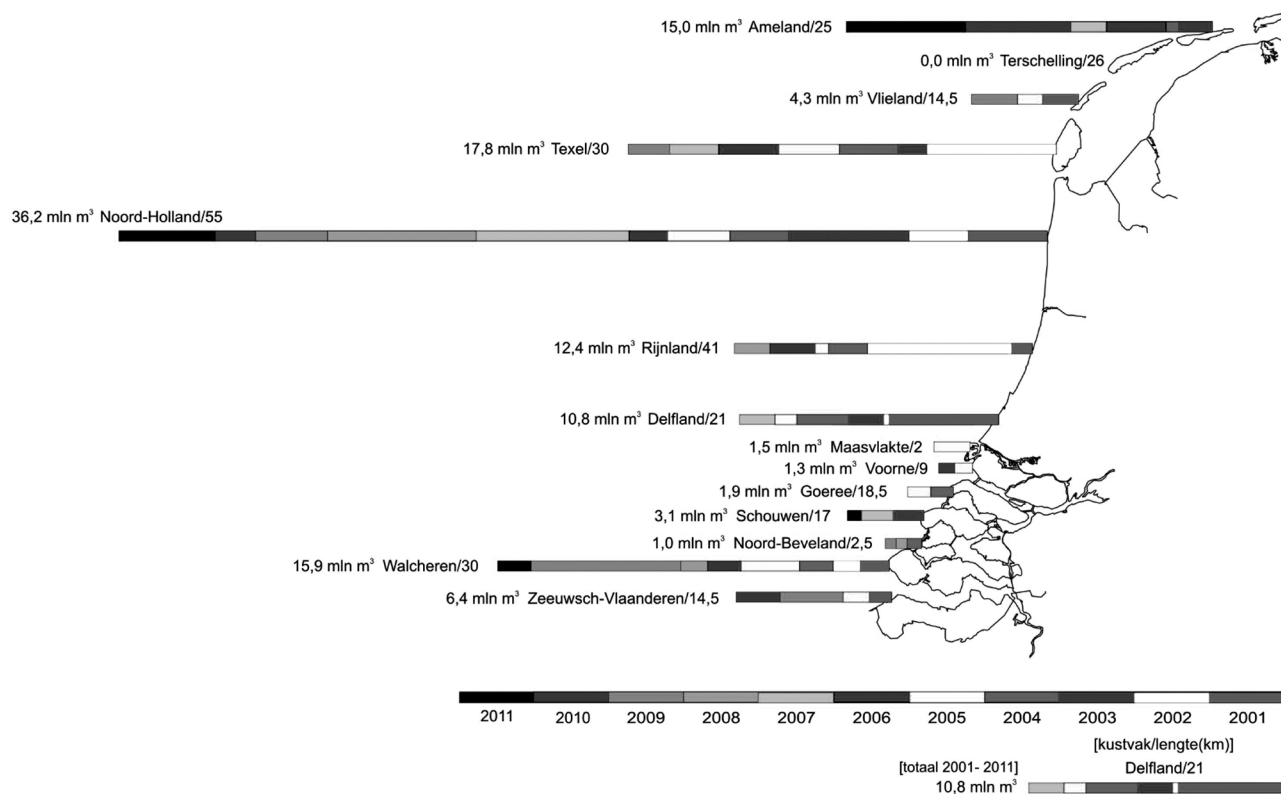 15,0 mln m³ Ameland/25
0,0 mln m³ Terschelling/26
4,3 mln m³ Vlieland/14,5
17,8 mln m³ Texel/30
36,2 mln m³ Noord-Holland/55
12,4 mln m³ Rijnland/41
10,8 mln m³ Delfland/21
1,5 mln m³ Maasvlakte/2
1,3 mln m³ Voorne/9
1,9 mln m³ Goeree/18,5
3,1 mln m³ Schouwen/17
1,0 mln m³ Noord-Beveland/2,5
15,9 mln m³ Walcheren/30
6,4 mln m³ Zeeuwsch-Vlaanderen/14,5
2011 2010 2009 2008 2007 2006 2005 2004 2003 2002 2001
[kustvak/lengte(km)]
[totaal 2001- 2011] Delfland/21
10,8 mln m³